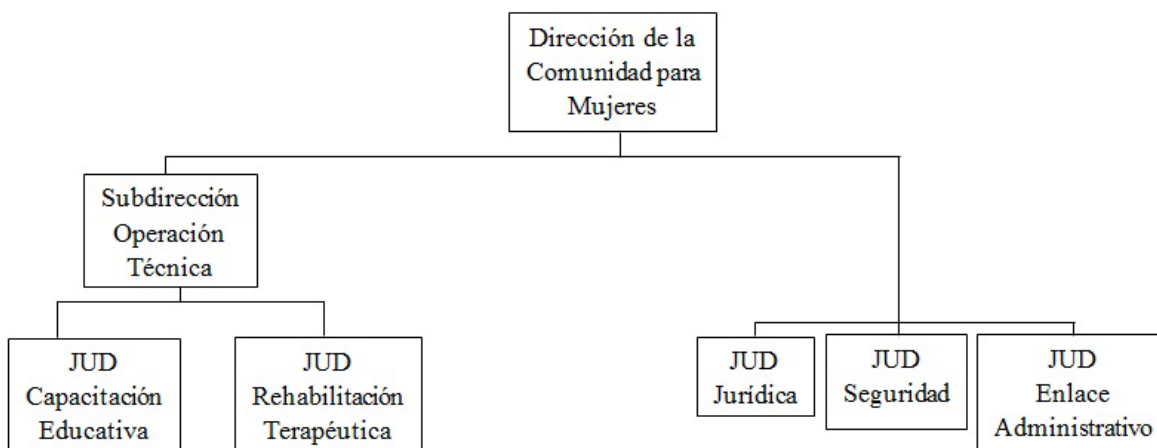 Dirección de la
Comunidad para
Mujeres
Subdirección
Operación
Técnica
JUD
Capacitación
Educativa
JUD
Rehabilitación
Terapéutica
JUD
Jurídica
JUD
Seguridad
JUD
Enlace
Administrativo